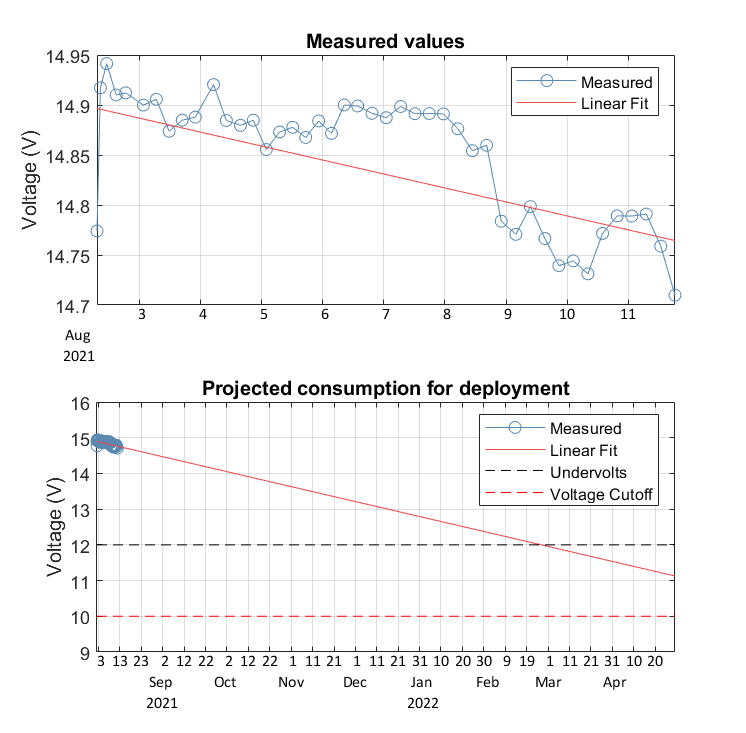 Measured values
Voltage (V)
14.95
14.9
14.85
14.8
14.75
14.7
Measured
Linear Fit
3 4 5 6 7 8 9 10 11
Aug
2021
Projected consumption for deployment
Voltage (V)
16
15
14
13
12
11
10
9
Measured
Linear Fit
Undervolts
Voltage Cutoff
3 13 23 2 12 22 2 12 22 1 11 21 1 11 21 31 10 20 30 9 19 1 11 21 31 10 20
Sep Oct Nov Dec Jan Feb Mar Apr
2021 2022